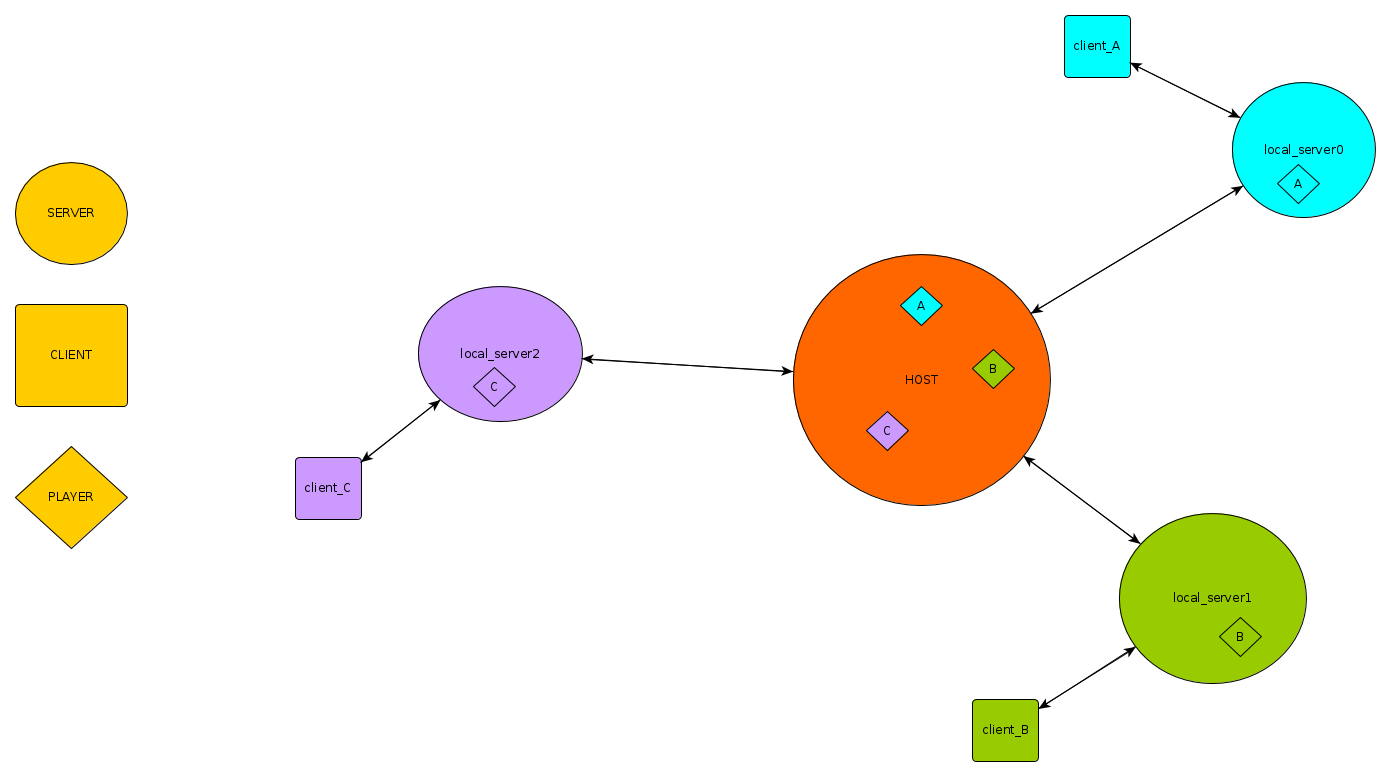 SERVER
CLIENT
PLAYER
local_server2
C
client_C
HOST
A
B
C
client_A
local_server0
A
local_server1
B
client_B